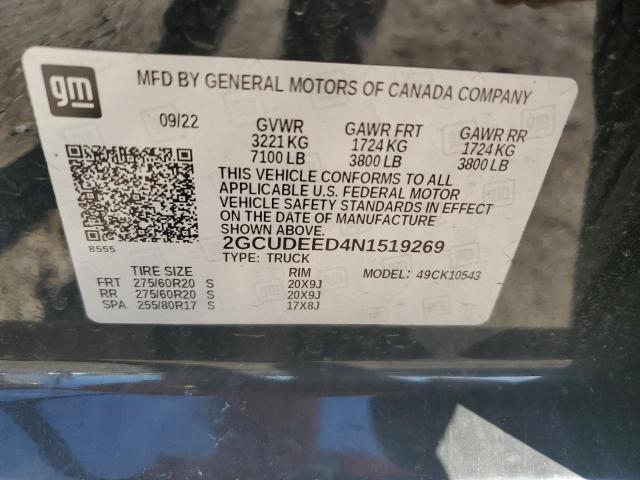 gm
MFD BY GENERAL MOTORS OF CANADA COMPANY
09/22 GVWR GAWR FRT GAWR RR
3221 KG 1724 KG 1724 KG
7100 LB 3800 LB 3800 LB
THIS VEHICLE CONFORMS TO ALL
APPLICABLE U.S. FEDERAL MOTOR
VEHICLE SAFETY STANDARDS IN EFFECT
ON THE DATE OF MANUFACTURE
SHOWN ABOVE.
8555
2GCUDEED4N1519269
TYPE: TRUCK MODEL: 49CK10543
TIRE SIZE RIM
FRT 275/60R20 S 20X9J
RR 275/60R20 S 20X9J
SPA 255/80R17 S 17X8J